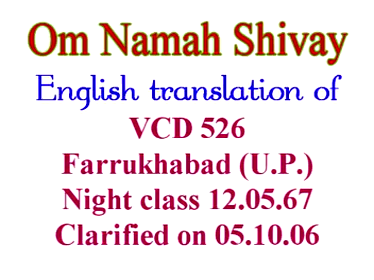 Om Namah Shivay
English translation of
VCD 526
Farrukhabad (U.P.)
Night class 12.05.67
Clarified on 05.10.06